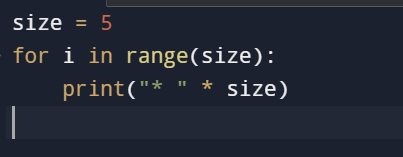 size = 5
for i in range(size):
    print("* " * size)